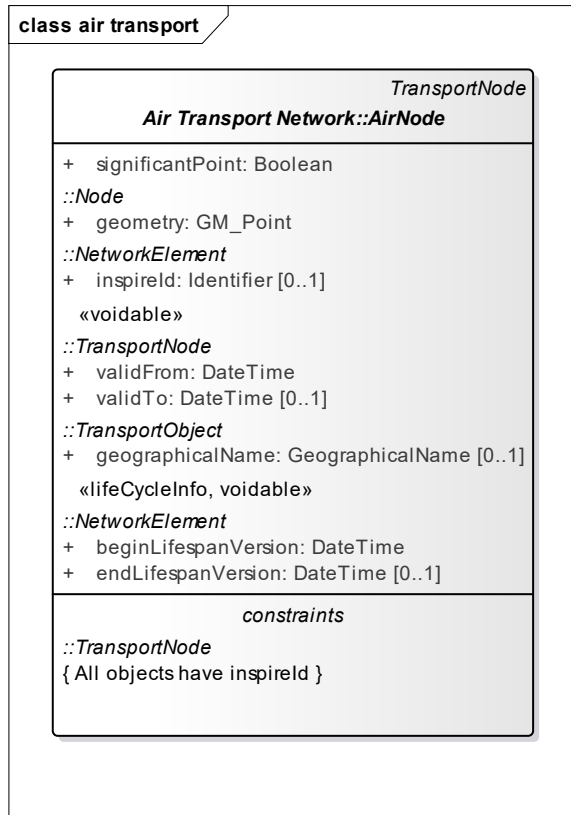 class air transport
TransportNode
Air Transport Network::AirNode
+ significantPoint: Boolean
::Node
+ geometry: GM_Point
::NetworkElement
+ inspireId: Identifier [0..1]
«voidable»
::TransportNode
+ validFrom: DateTime
+ validTo: DateTime [0..1]
::TransportObject
+ geographicalName: GeographicalName [0..1]
«lifeCycleInfo, voidable»
::NetworkElement
+ beginLifespanVersion: DateTime
+ endLifespanVersion: DateTime [0..1]
constraints
::TransportNode
{ All objects have inspireId }